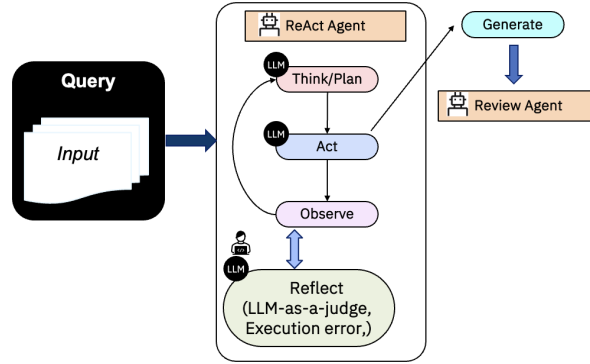 Query
Input
ReAct Agent
LLM
Think/Plan
LLM
Act
Observe
LLM
Reflect
(LLM-as-a-judge,
Execution error,)
Generate
Review Agent